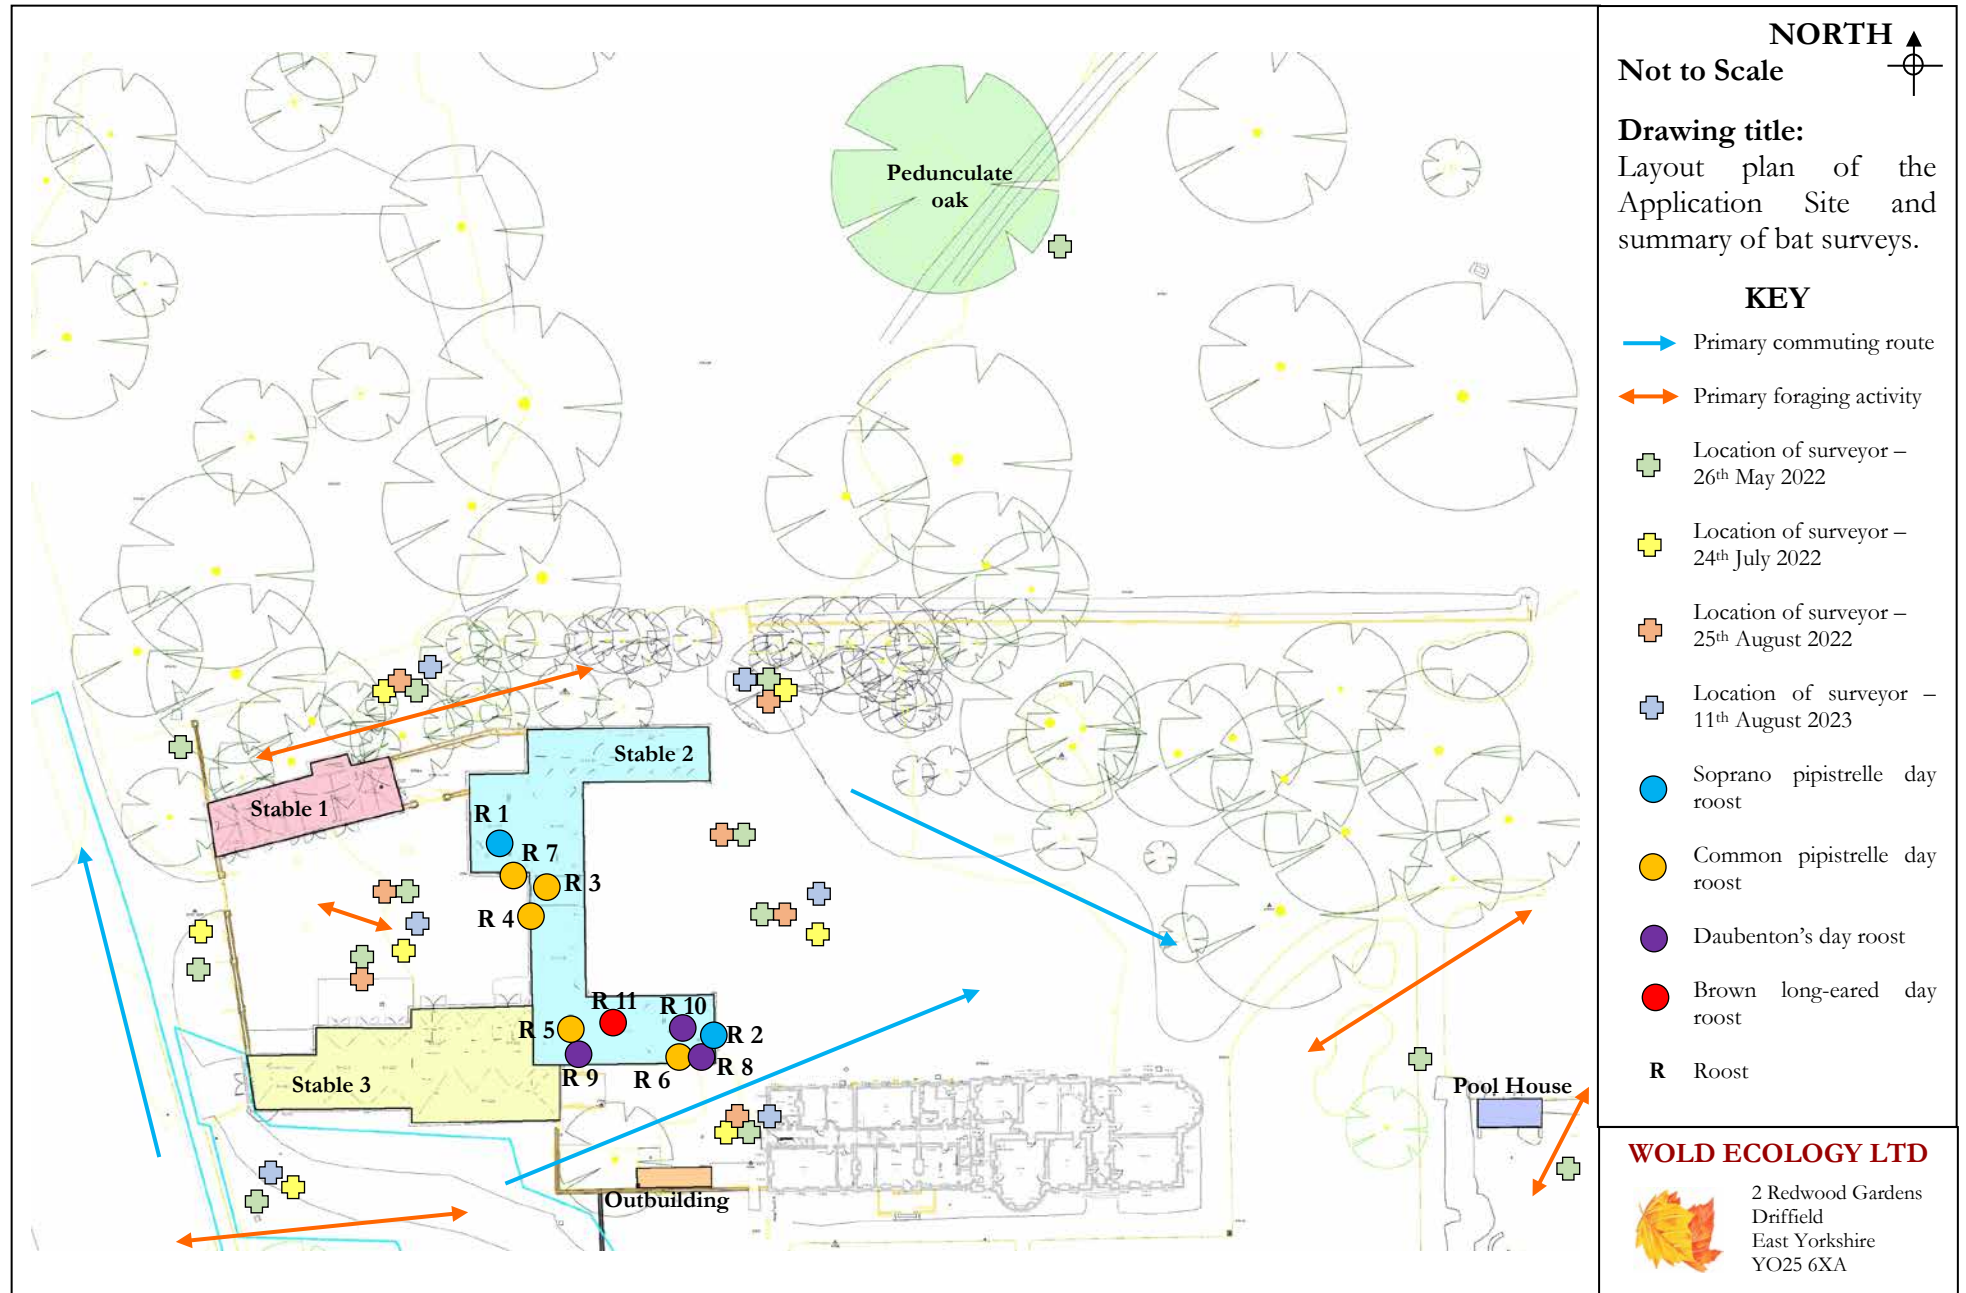 Pedunculate
oak
Stable 2
Stable 1
R 1
R 7
R 3
R 4
R 11
R 10
R 5
R 2
R 9
R 6
R 8
Stable 3
Pool House
Outbuilding
NORTH
Not to Scale
Drawing title:
Layout plan of the
Application Site and
summary of bat surveys.
KEY
Primary commuting route
Primary foraging activity
Location of surveyor –
26th May 2022
Location of surveyor –
24th July 2022
Location of surveyor –
25th August 2022
Location of surveyor –
11th August 2023
Soprano pipistrelle day
roost
Common pipistrelle day
roost
Daubenton's day roost
Brown long-eared day
roost
R Roost
WOLD ECOLOGY LTD
2 Redwood Gardens
Driffield
East Yorkshire
YO25 6XA